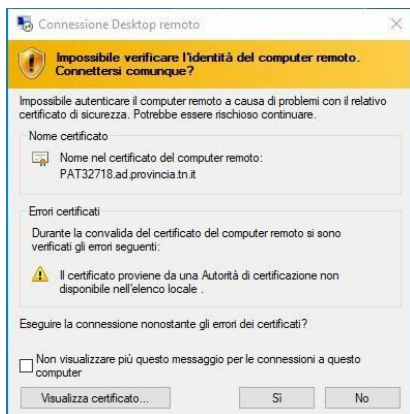 Connessione Desktop remoto
Impossibile verificare l'identità del computer remoto.
Connettersi comunque?
Impossibile autenticare il computer remoto a causa di problemi con il relativo
certificato di sicurezza. Potrebbe essere rischioso continuare.
Nome certificato
Nome nel certificato del computer remoto:
PAT32718.ad.provincia.tn.it
Errori certificati
Durante la convalida del certificato del computer remoto si sono
verificati gli errori seguenti:
Il certificato proviene da una Autorità di certificazione non
disponibile nell'elenco locale .
Eseguire la connessione nonostante gli errori dei certificati?
Non visualizzare più questo messaggio per le connessioni a questo
computer
Visualizza certificato... Sì No